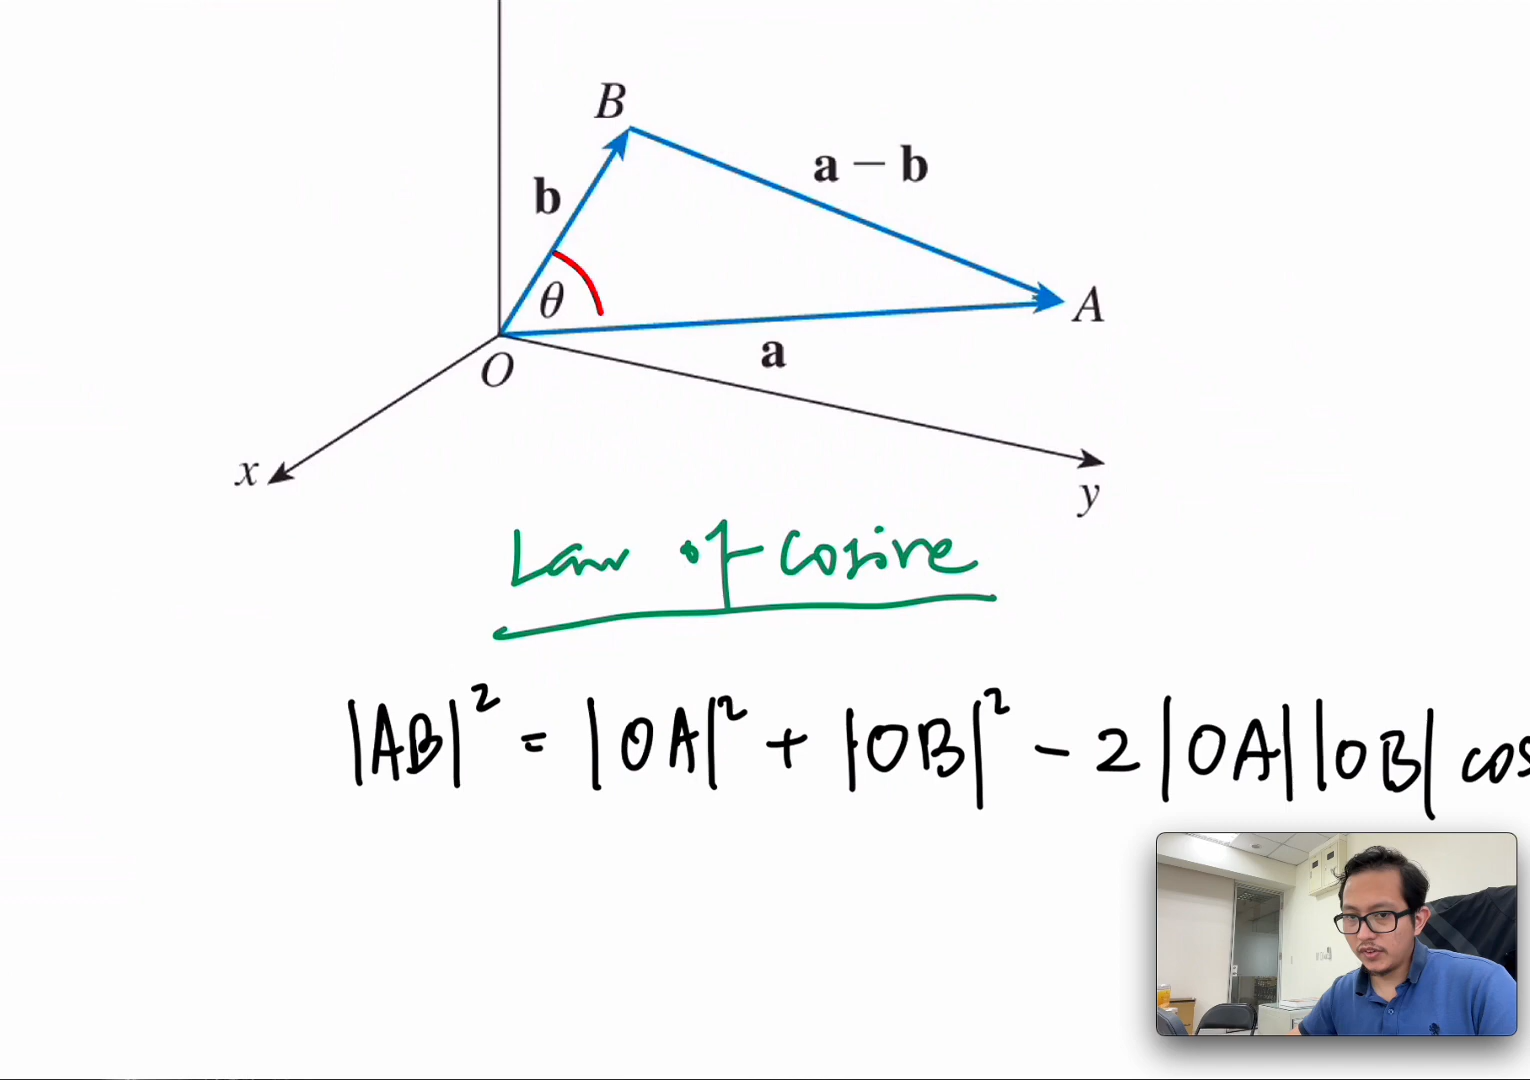 B
a − b
b
θ
A
a
O
x
y
Law of cosine
|AB|² = |OA|² + |OB|² - 2|OA||OB| cos